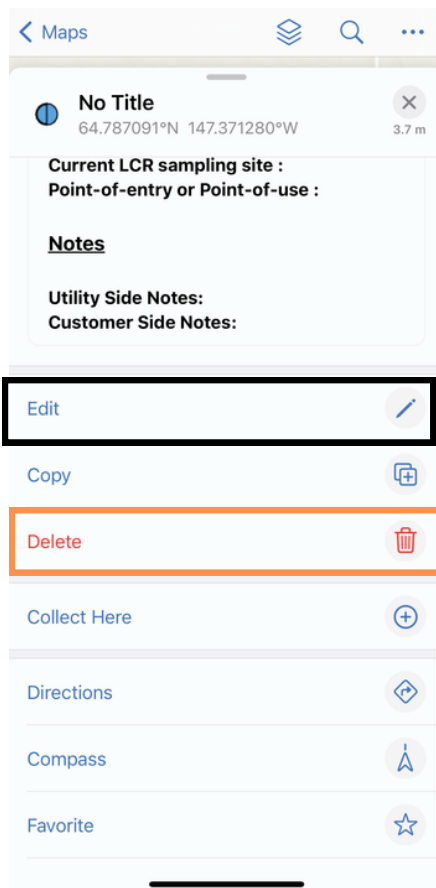 Maps
No Title
64.787091°N 147.371280°W
3.7 m
Current LCR sampling site :
Point-of-entry or Point-of-use :
Notes
Utility Side Notes:
Customer Side Notes:
Edit
Copy
Delete
Collect Here
Directions
Compass
Favorite